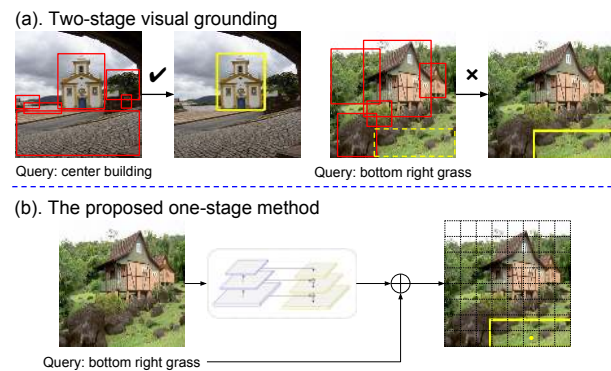 (a). Two-stage visual grounding
Query: center building
Query: bottom right grass
(b). The proposed one-stage method
Query: bottom right grass